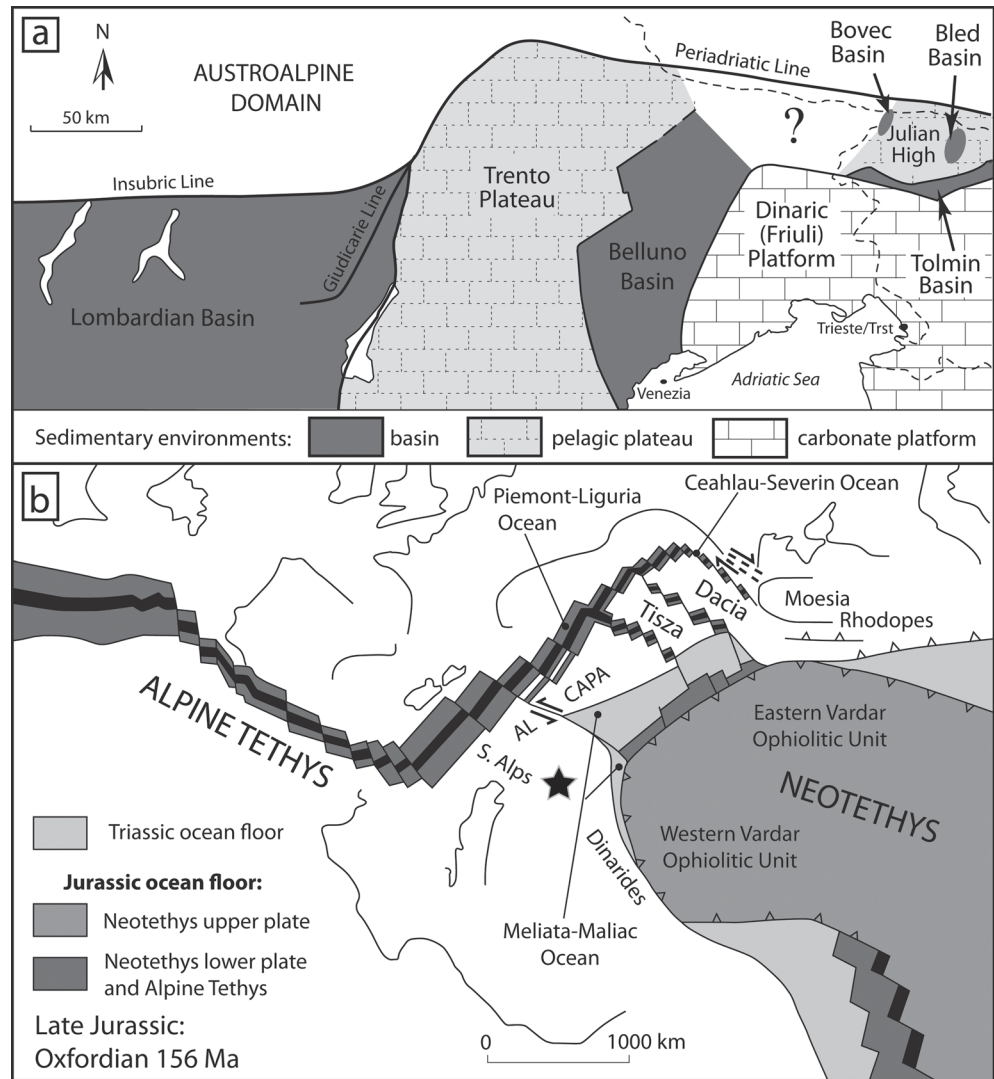 a
N
50 km
AUSTROALPINE
DOMAIN
Periadriatic Line
Bovec
Basin
Bled
Basin
?
Julian
High
Insubric Line
Giudicarie Line
Trento
Plateau
Belluno
Basin
Dinaric
(Friuli)
Platform
Tolmin
Basin
Lombardian Basin
Trieste/Trst
Adriatic Sea
Venezia
Sedimentary environments:
basin
pelagic plateau
carbonate platform
b
Piemont-Liguria
Ocean
Ceahlau-Severin Ocean
Dacia
Tisza
Moesia
Rhodopes
ALPINE TETHYS
CAPA
AL
S. Alps
Eastern Vardar
Ophiolitic Unit
NEOTETHYS
Western Vardar
Ophiolitic Unit
Dinarides
Meliata-Maliac
Ocean
Triassic ocean floor
Jurassic ocean floor:
Neotethys upper plate
Neotethys lower plate
and Alpine Tethys
Late Jurassic:
Oxfordian 156 Ma
0 1000 km